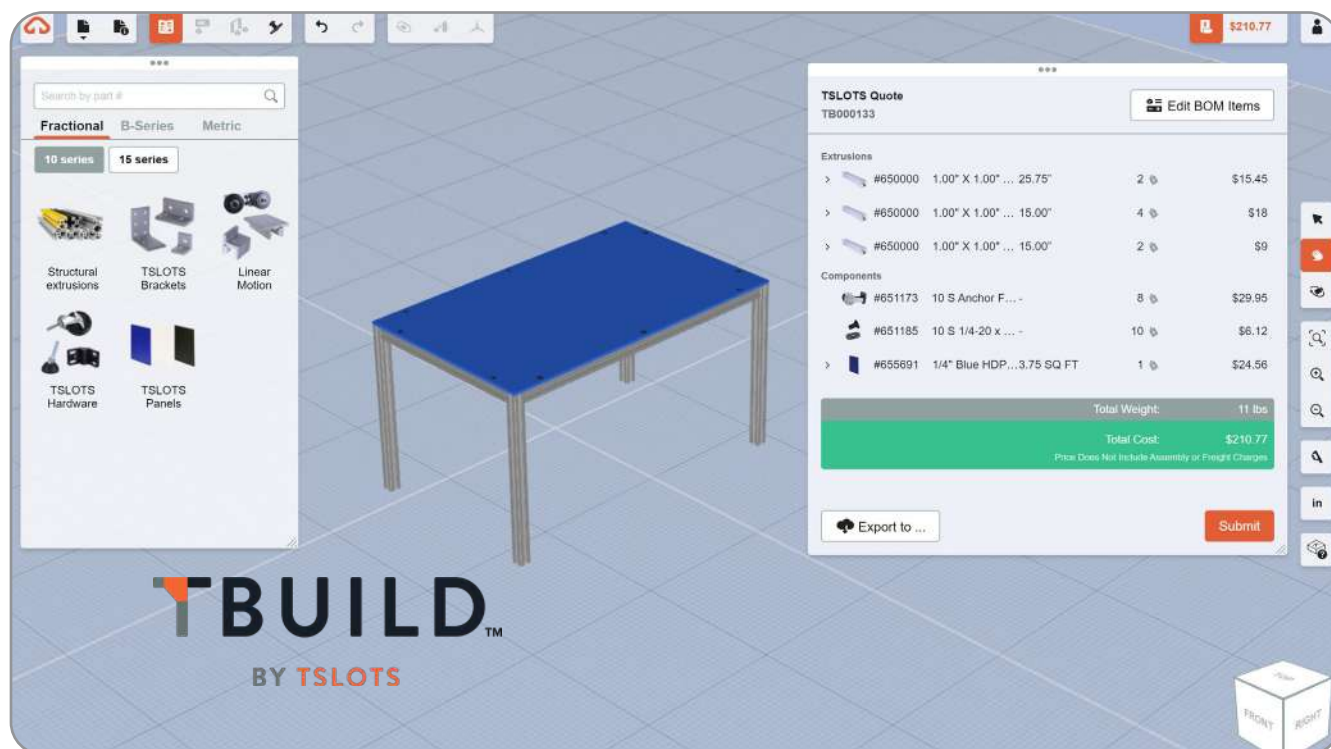 $210.77
Search by part #
Fractional B-Series Metric
10 series 15 series
Structural extrusions
TSLOTS Brackets
Linear Motion
TSLOTS Hardware
TSLOTS Panels
TSLOTS Quote
TB000133
Edit BOM Items
Extrusions
#650000 1.00" X 1.00" ... 25.75" 2 $15.45
#650000 1.00" X 1.00" ... 15.00" 4 $18
#650000 1.00" X 1.00" ... 15.00" 2 $9
Components
#651173 10 S Anchor F... - 8 $29.95
#651185 10 S 1/4-20 x ... - 10 $6.12
#655691 1/4" Blue HDP...3.75 SQ FT 1 $24.56
Total Weight: 11 lbs
Total Cost: $210.77
Price Does Not Include Assembly or Freight Charges
Export to ...
Submit
in
TBUILD™
BY TSLOTS
TOP
FRONT
RIGHT